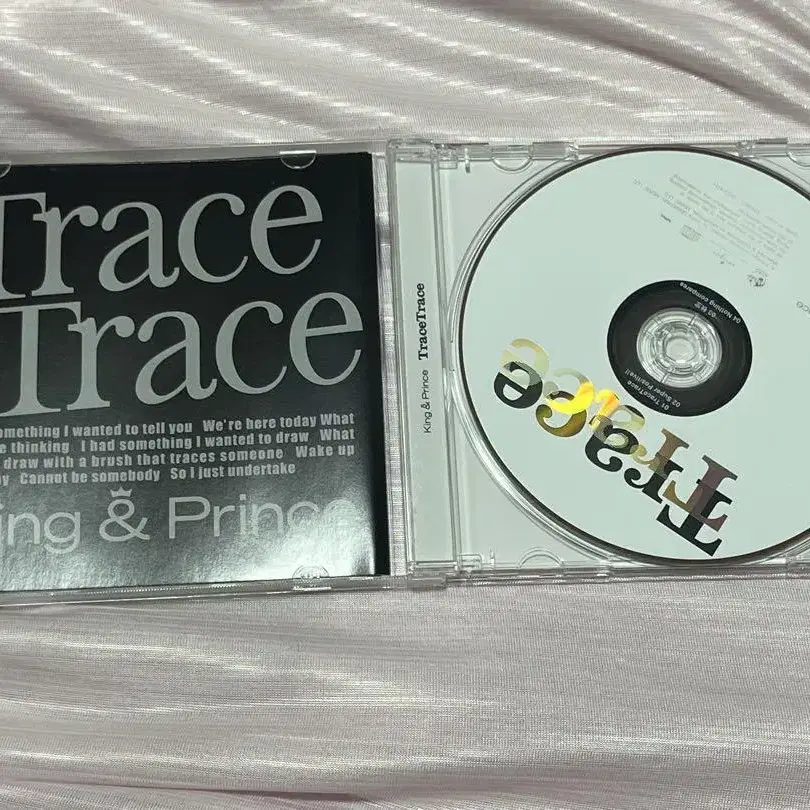 Trace
Trace
omething I wanted to tell you We're here today What
e thinking I had something I wanted to draw What
draw with a brush that traces someone Wake up
y Cannot be somebody So I just undertake
King & Prince
King & Prince TraceTrace
Trace
Trace
01 TraceTrace
02 Super Positive!!
04 Nothing compares